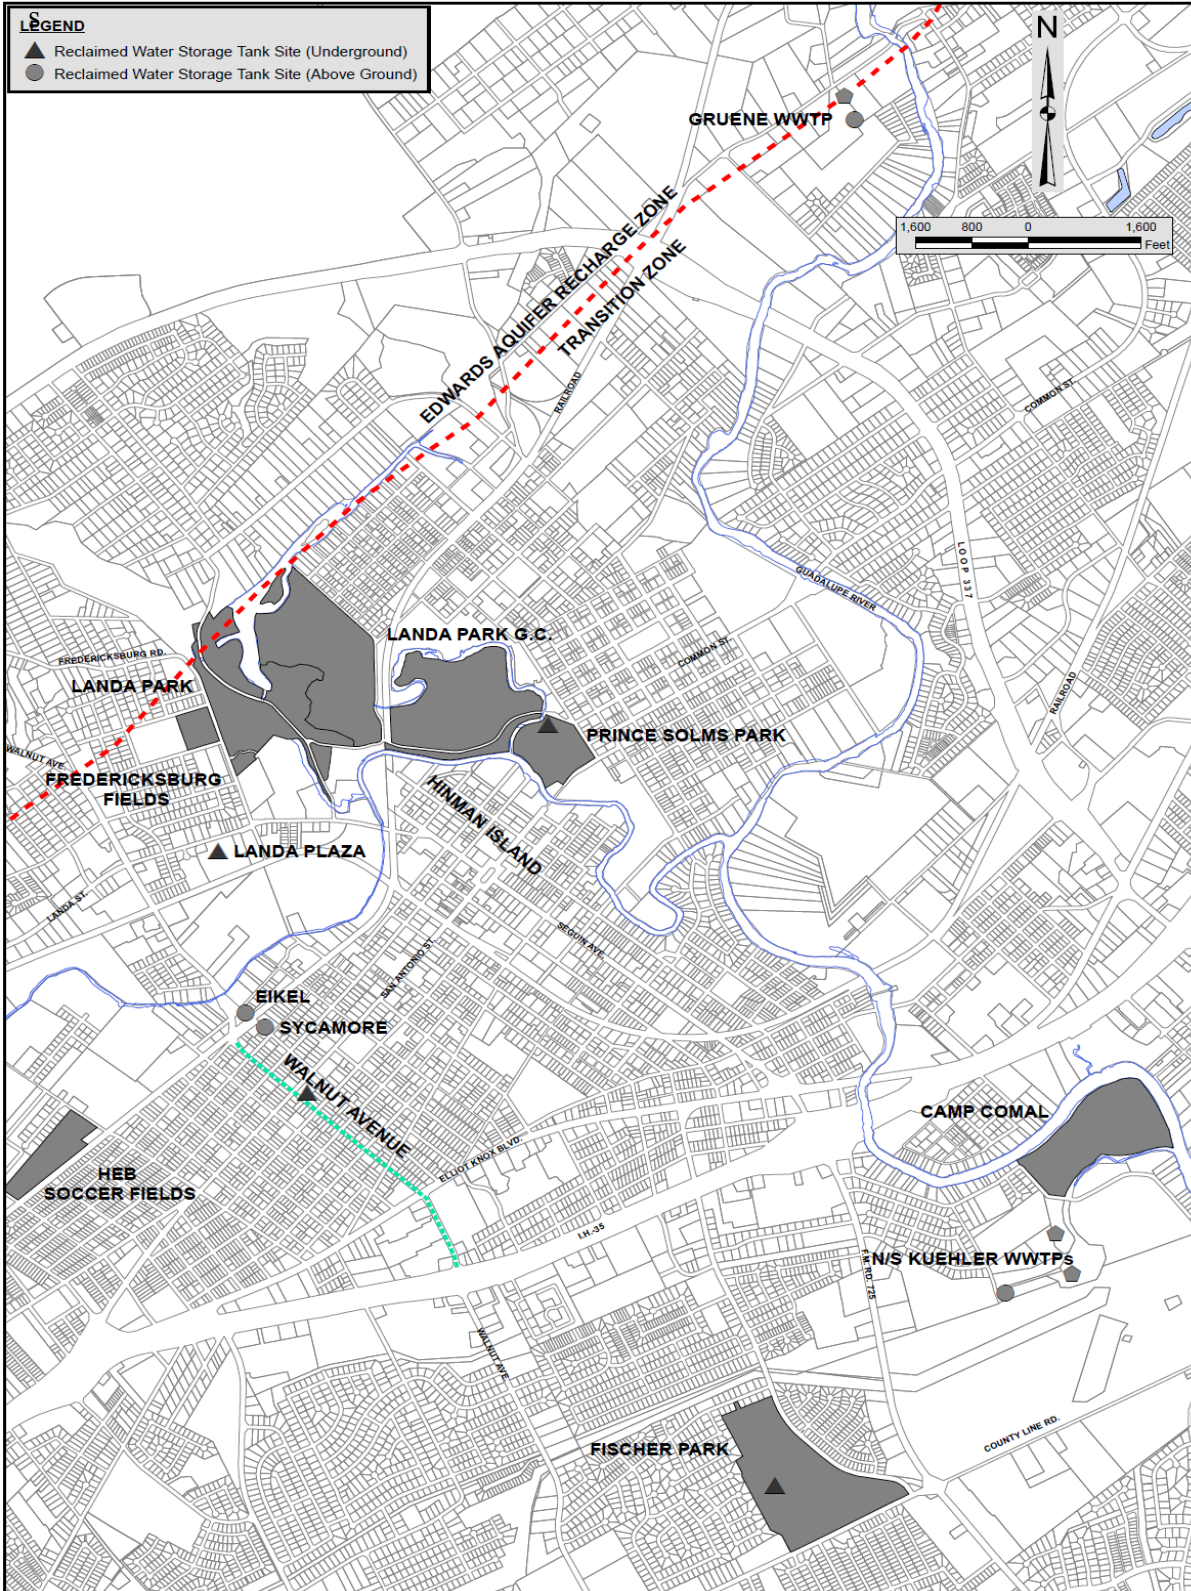 S
LEGEND
Reclaimed Water Storage Tank Site (Underground)
Reclaimed Water Storage Tank Site (Above Ground)
N
GRUENE WWTP
1,600 800 0 1,600
Feet
EDWARDS AQUIFER RECHARGE ZONE
TRANSITION ZONE
RAILROAD
COMMON ST.
LOOP 337
GUADALUPE RIVER
LANDA PARK G.C.
COMMON ST.
FREDERICKSBURG RD.
LANDA PARK
RAILROAD
PRINCE SOLMS PARK
WALNUT AVE.
FREDERICKSBURG
FIELDS
HINMAN ISLAND
LANDA PLAZA
LANDA ST.
SEGUIN AVE.
SAN ANTONIO ST.
EIKEL
SYCAMORE
WALNUT AVENUE
CAMP COMAL
ELLIOT KNOX BLVD.
HEB
SOCCER FIELDS
I.H.-35
F.M. RD. 725
N/S KUEHLER WWTPs
WALNUT AVE.
COUNTY LINE RD.
FISCHER PARK